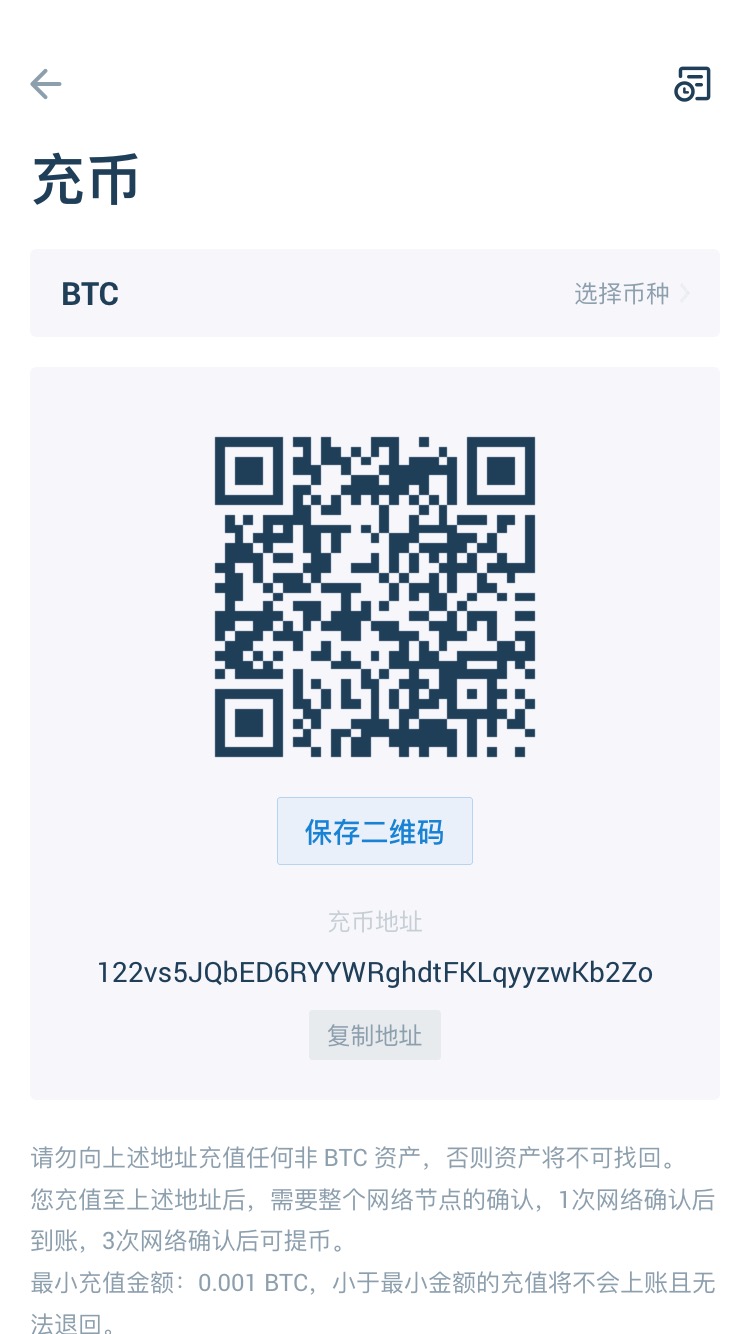 充币
BTC
选择币种
保存二维码
充币地址
122vs5JQbED6RYYWRghdtFKLqyyzwKb2Zo
复制地址
请勿向上述地址充值任何非 BTC 资产，否则资产将不可找回。
您充值至上述地址后，需要整个网络节点的确认，1次网络确认后
到账，3次网络确认后可提币。
最小充值金额：0.001 BTC，小于最小金额的充值将不会上账且无
法退回。